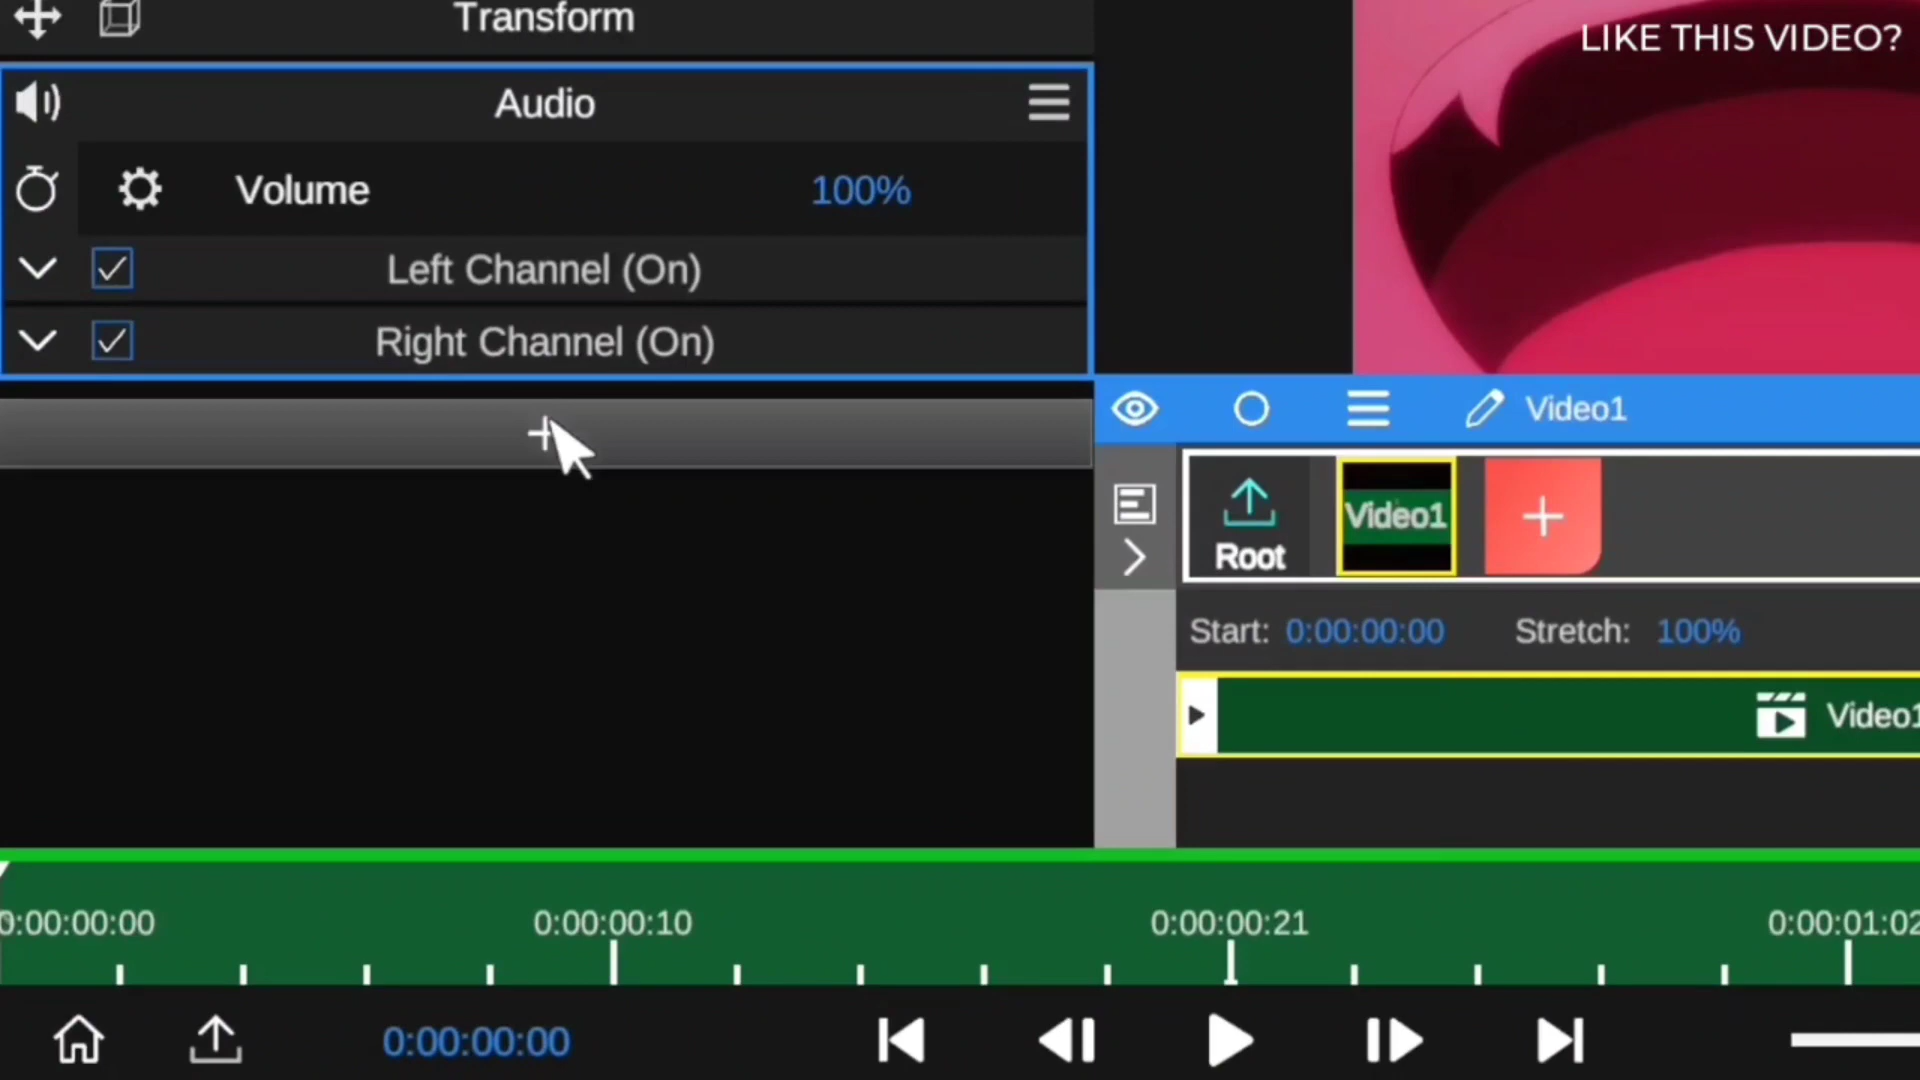 Transform
LIKE THIS VIDEO?
Audio
Volume 100%
Left Channel (On)
Right Channel (On)
Video1
Root
Video1
Start: 0:00:00:00 Stretch: 100%
Video1
0:00:00:00 0:00:00:10 0:00:00:21 0:00:01:02
0:00:00:00